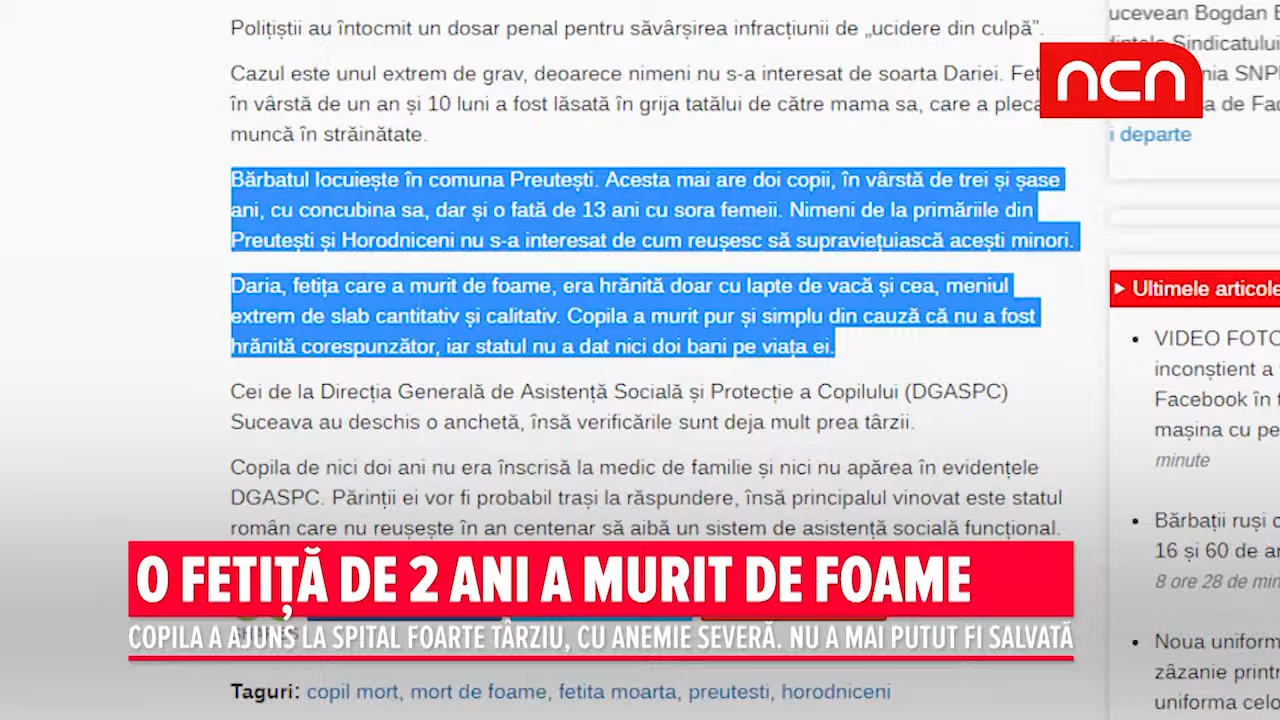 Polițiștii au întocmit un dosar penal pentru săvârșirea infracțiunii de „ucidere din culpă”.
Cazul este unul extrem de grav, deoarece nimeni nu s-a interesat de soarta Dariei.
în vârstă de un an și 10 luni a fost lăsată în grija tatălui de către mama sa, care a
muncă în străinătate.
Bărbatul locuiește în comuna Preutești. Acesta mai are doi copii, în vârstă de trei și șase
ani, cu concubina sa, dar și o fată de 13 ani cu sora femeii. Nimeni de la primăriile din
Preutești și Horodniceni nu s-a interesat de cum reușesc să supraviețuiască acești minori.
Daria, fetița care a murit de foame, era hrănită doar cu lapte de vacă și cea, meniul
extrem de slab cantitativ și calitativ. Copila a murit pur și simplu din cauză că nu a fost
hrănită corespunzător, iar statul nu a dat nici doi bani pe viața ei.
Cei de la Direcția Generală de Asistență Socială și Protecție a Copilului (DGASPC)
Suceava au deschis o anchetă, însă verificările sunt deja mult prea târzii.
Copila de nici doi ani nu era înscrisă la medic de familie și nici nu apărea în evidențele
DGASPC. Părinții ei vor fi probabil trași la răspundere, însă principalul vinovat este statul
român care nu reușește în an centenar să aibă un sistem de asistență socială funcțional.
O FETIȚĂ DE 2 ANI A MURIT DE FOAME
COPILA A AJUNS LA SPITAL FOARTE TÂRZIU, CU ANEMIE SEVERĂ. NU A MAI PUTUT FI SALVATĂ
Taguri: copil mort, mort de foame, fetita moarta, preutesti, horodniceni
ncn
ucevean Bogdan
Sindicatului
nia SNP
a de Fa
i departe
Ultimele articole
VIDEO FOTO
inconștient a
Facebook în
mașina cu pe
minute
Bărbații ruși
16 și 60 de a
8 ore 28 de min
Noua uniform
zâzanie printr
uniforma celo